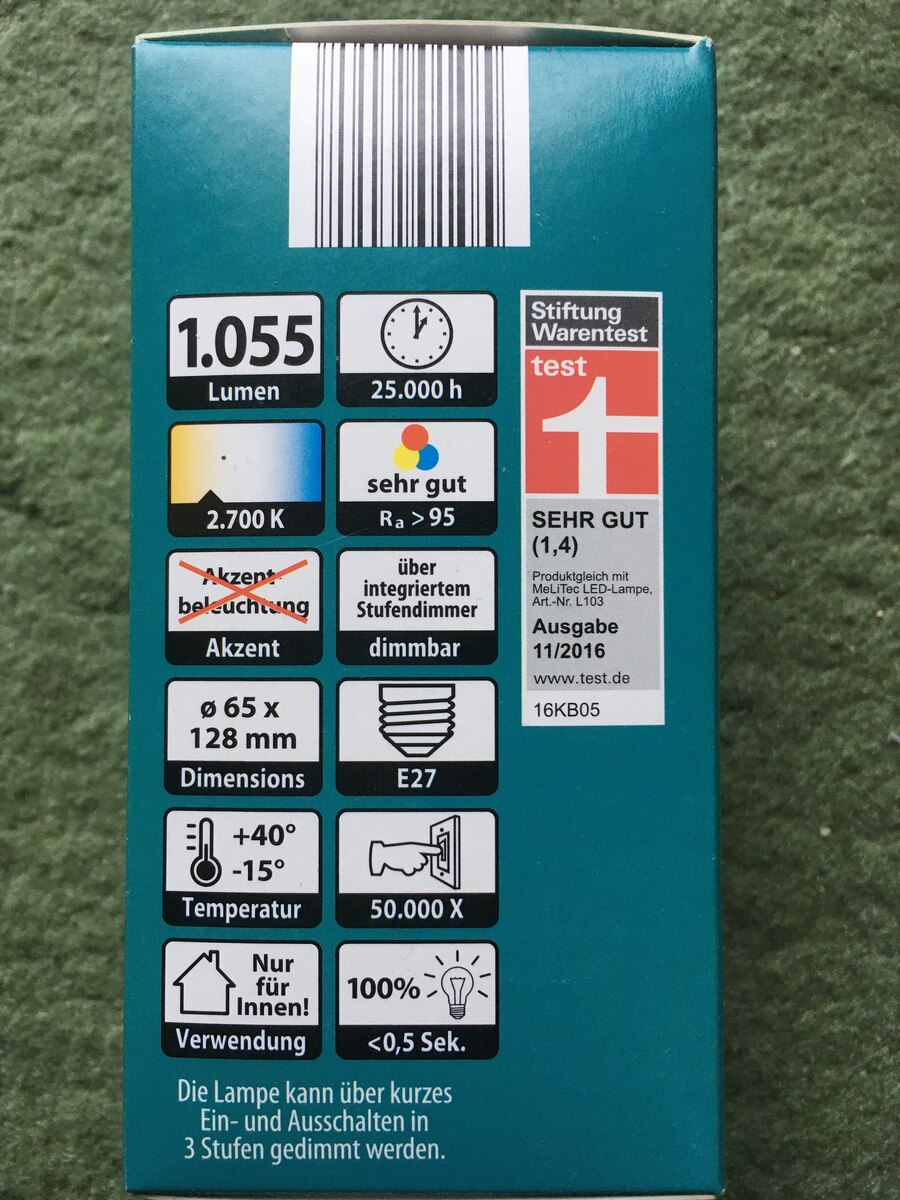 1.055
Lumen
25.000 h
2.700 K
sehr gut
Ra >95
Akzent-
beleuchtung
Akzent
über
integriertem
Stufendimmer
dimmbar
ø 65 x
128 mm
Dimensions
E27
+40°
-15°
Temperatur
50.000 X
Nur
für
Innen!
Verwendung
100%
<0,5 Sek.
Stiftung
Warentest
test
1
SEHR GUT
(1,4)
Produktgleich mit
MeLiTec LED-Lampe,
Art.-Nr. L103
Ausgabe
11/2016
www.test.de
16KB05
Die Lampe kann über kurzes
Ein- und Ausschalten in
3 Stufen gedimmt werden.